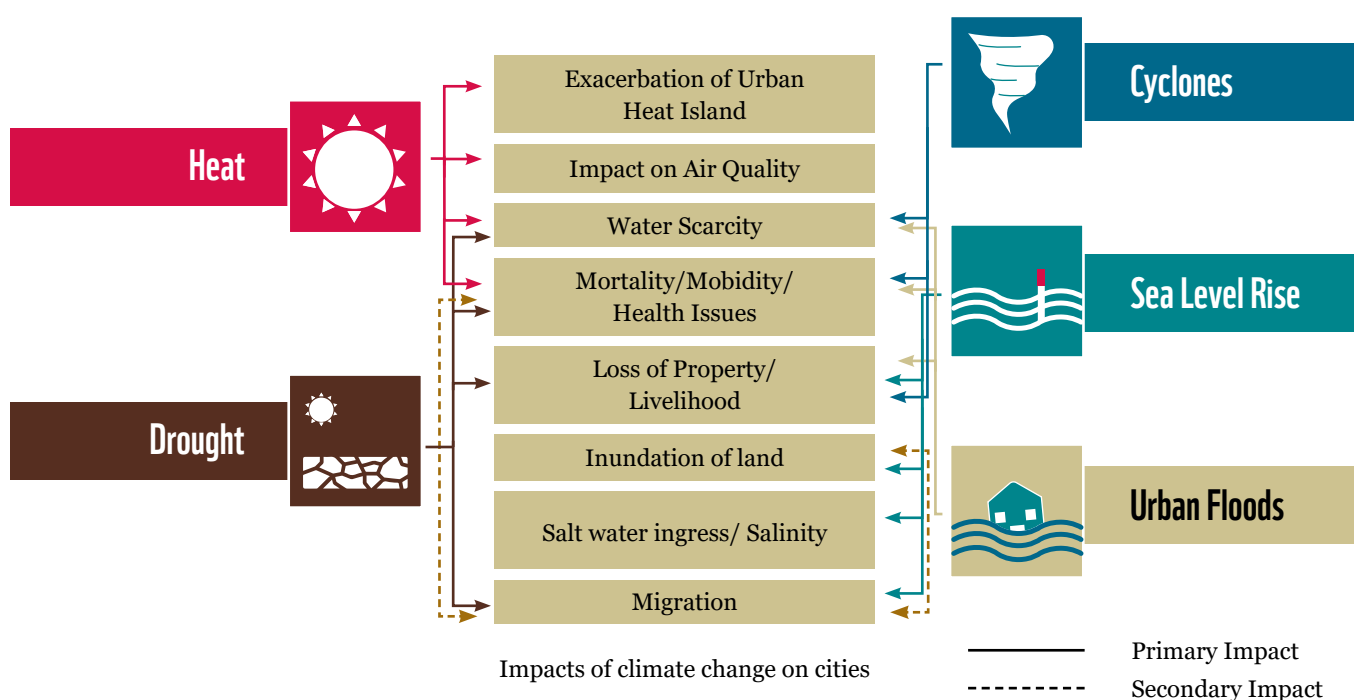 Heat
Drought
Exacerbation of Urban
Heat Island
Impact on Air Quality
Water Scarcity
Mortality/Mobidity/
Health Issues
Loss of Property/
Livelihood
Inundation of land
Salt water ingress/ Salinity
Migration
Impacts of climate change on cities
Cyclones
Sea Level Rise
Urban Floods
Primary Impact
Secondary Impact